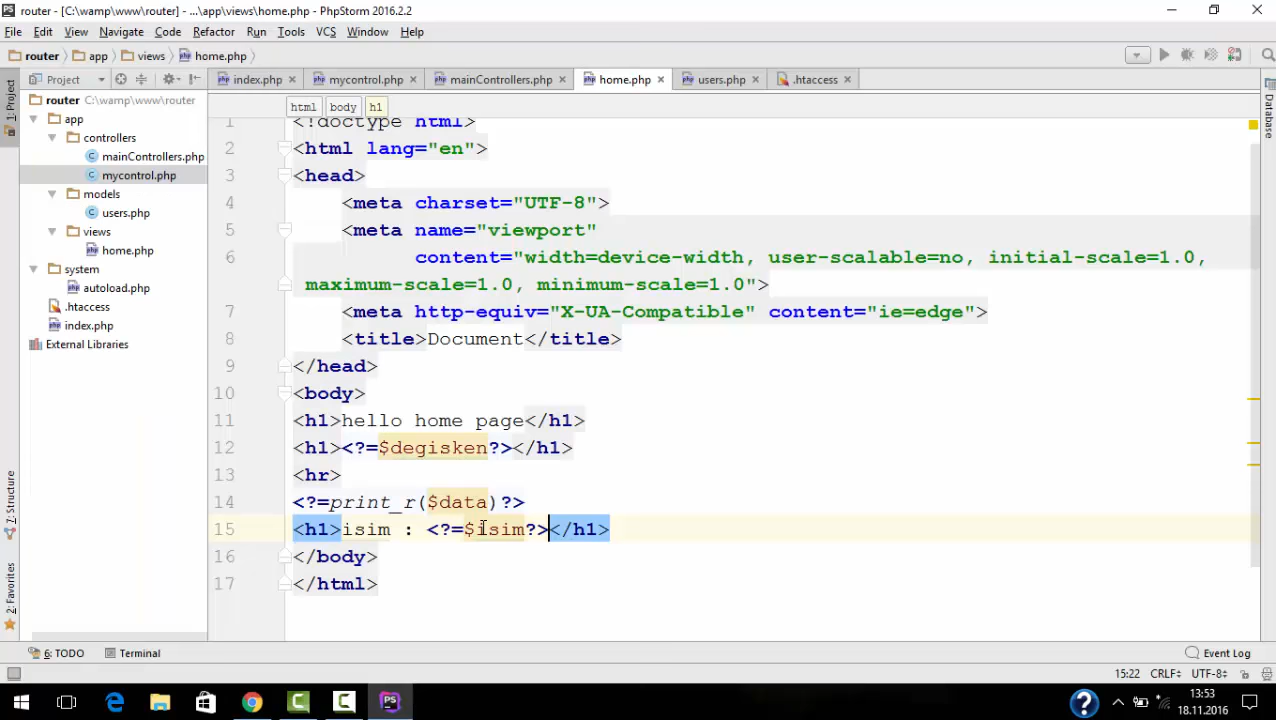 router - [C:\wamp\www\router] - ...\app\views\home.php - PhpStorm 2016.2.2
File Edit View Navigate Code Refactor Run Tools VCS Window Help
router app views home.php
1: Project
Project
index.php mycontrol.php mainControllers.php home.php users.php .htaccess
router C:\wamp\www\router
app
controllers
mainControllers.php
mycontrol.php
models
users.php
views
home.php
system
autoload.php
.htaccess
index.php
External Libraries
html body h1
1 <!doctype html>
2 <html lang="en">
3 <head>
4 <meta charset="UTF-8">
5 <meta name="viewport"
6 content="width=device-width, user-scalable=no, initial-scale=1.0,
maximum-scale=1.0, minimum-scale=1.0">
7 <meta http-equiv="X-UA-Compatible" content="ie=edge">
8 <title>Document</title>
9 </head>
10 <body>
11 <h1>hello home page</h1>
12 <h1><?=$degisken?></h1>
13 <hr>
14 <?=print_r($data)?>
15 <h1>isim : <?=$isim?></h1>
16 </body>
17 </html>
Database
7: Structure
2: Favorites
6: TODO Terminal Event Log
15:22 CRLF UTF-8
PS
13:53
18.11.2016